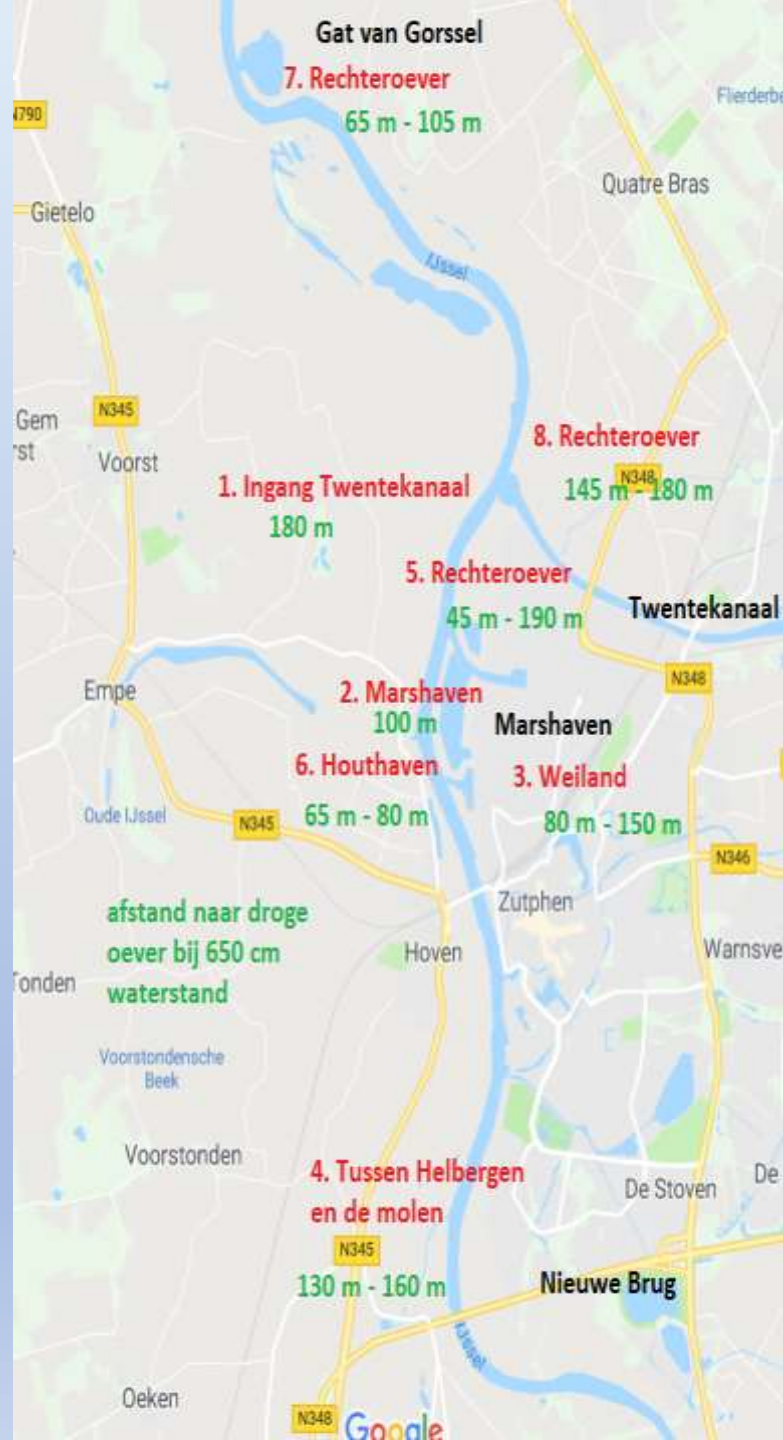 Gat van Gorssel
7. Rechteroever
65 m - 105 m
N790
Quatre Bras
Gietelo
IJssel
N345
Gem
Voorst
8. Rechteroever
N348
145 m - 180 m
1. Ingang Twentekanaal
180 m
5. Rechteroever
45 m - 190 m
Twentekanaal
N348
Empe
2. Marshaven
100 m
Marshaven
6. Houthaven
3. Weiland
65 m - 80 m
80 m - 150 m
Oude IJssel
N345
N346
Zutphen
afstand naar droge
oever bij 650 cm
waterstand
Hoven
Voorstondensche
Beek
Voorstonden
4. Tussen Helbergen
en de molen
De Stoven
De
N345
130 m - 160 m
Nieuwe Brug
IJssel
Oeken
N348
Google